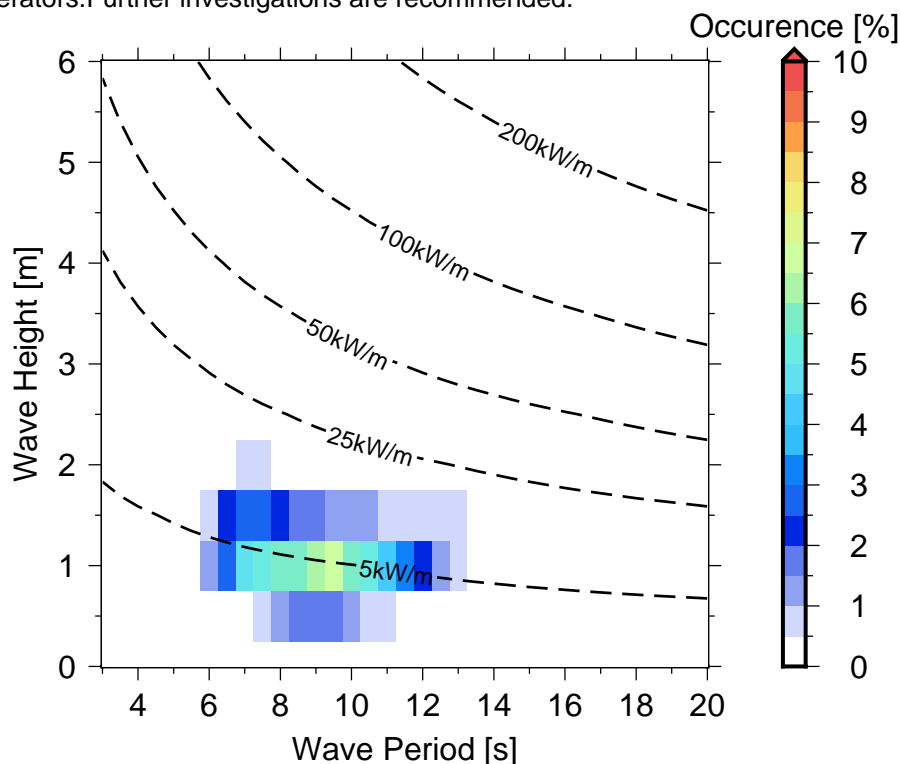 erators.Further investigations are recommended.
Occurence [%]
6
5
4
3
2
1
0
Wave Height [m]
200kW/m
100kW/m
50kW/m
25kW/m
5kW/m
4 6 8 10 12 14 16 18 20
Wave Period [s]
10
9
8
7
6
5
4
3
2
1
0